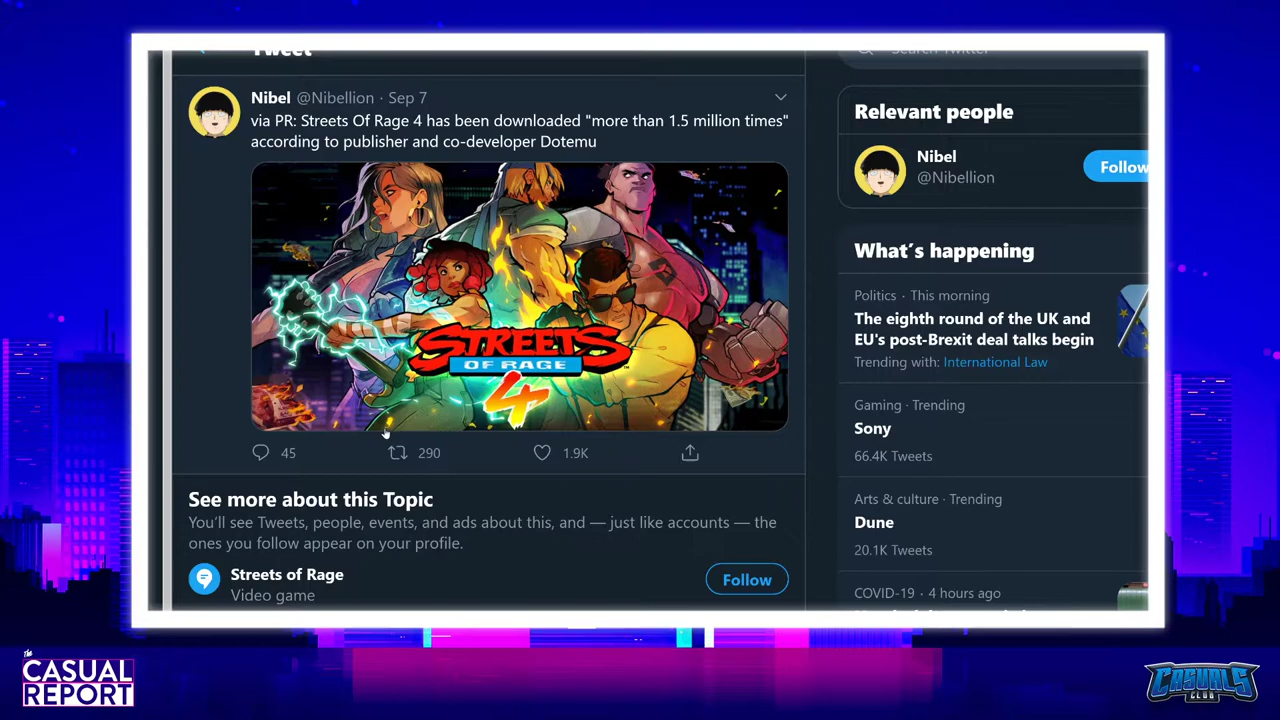 Tweet
Search Twitter
Nibel @Nibellion · Sep 7
via PR: Streets Of Rage 4 has been downloaded "more than 1.5 million times"
according to publisher and co-developer Dotemu
STREETS
OF RAGE
4
45
290
1.9K
See more about this Topic
You'll see Tweets, people, events, and ads about this, and — just like accounts — the
ones you follow appear on your profile.
Streets of Rage
Video game
Follow
Relevant people
Nibel
@Nibellion
Follow
What's happening
Politics · This morning
The eighth round of the UK and
EU's post-Brexit deal talks begin
Trending with: International Law
Gaming · Trending
Sony
66.4K Tweets
Arts & culture · Trending
Dune
20.1K Tweets
COVID-19 · 4 hours ago
The
CASUAL
REPORT
CASUALS
CLUB